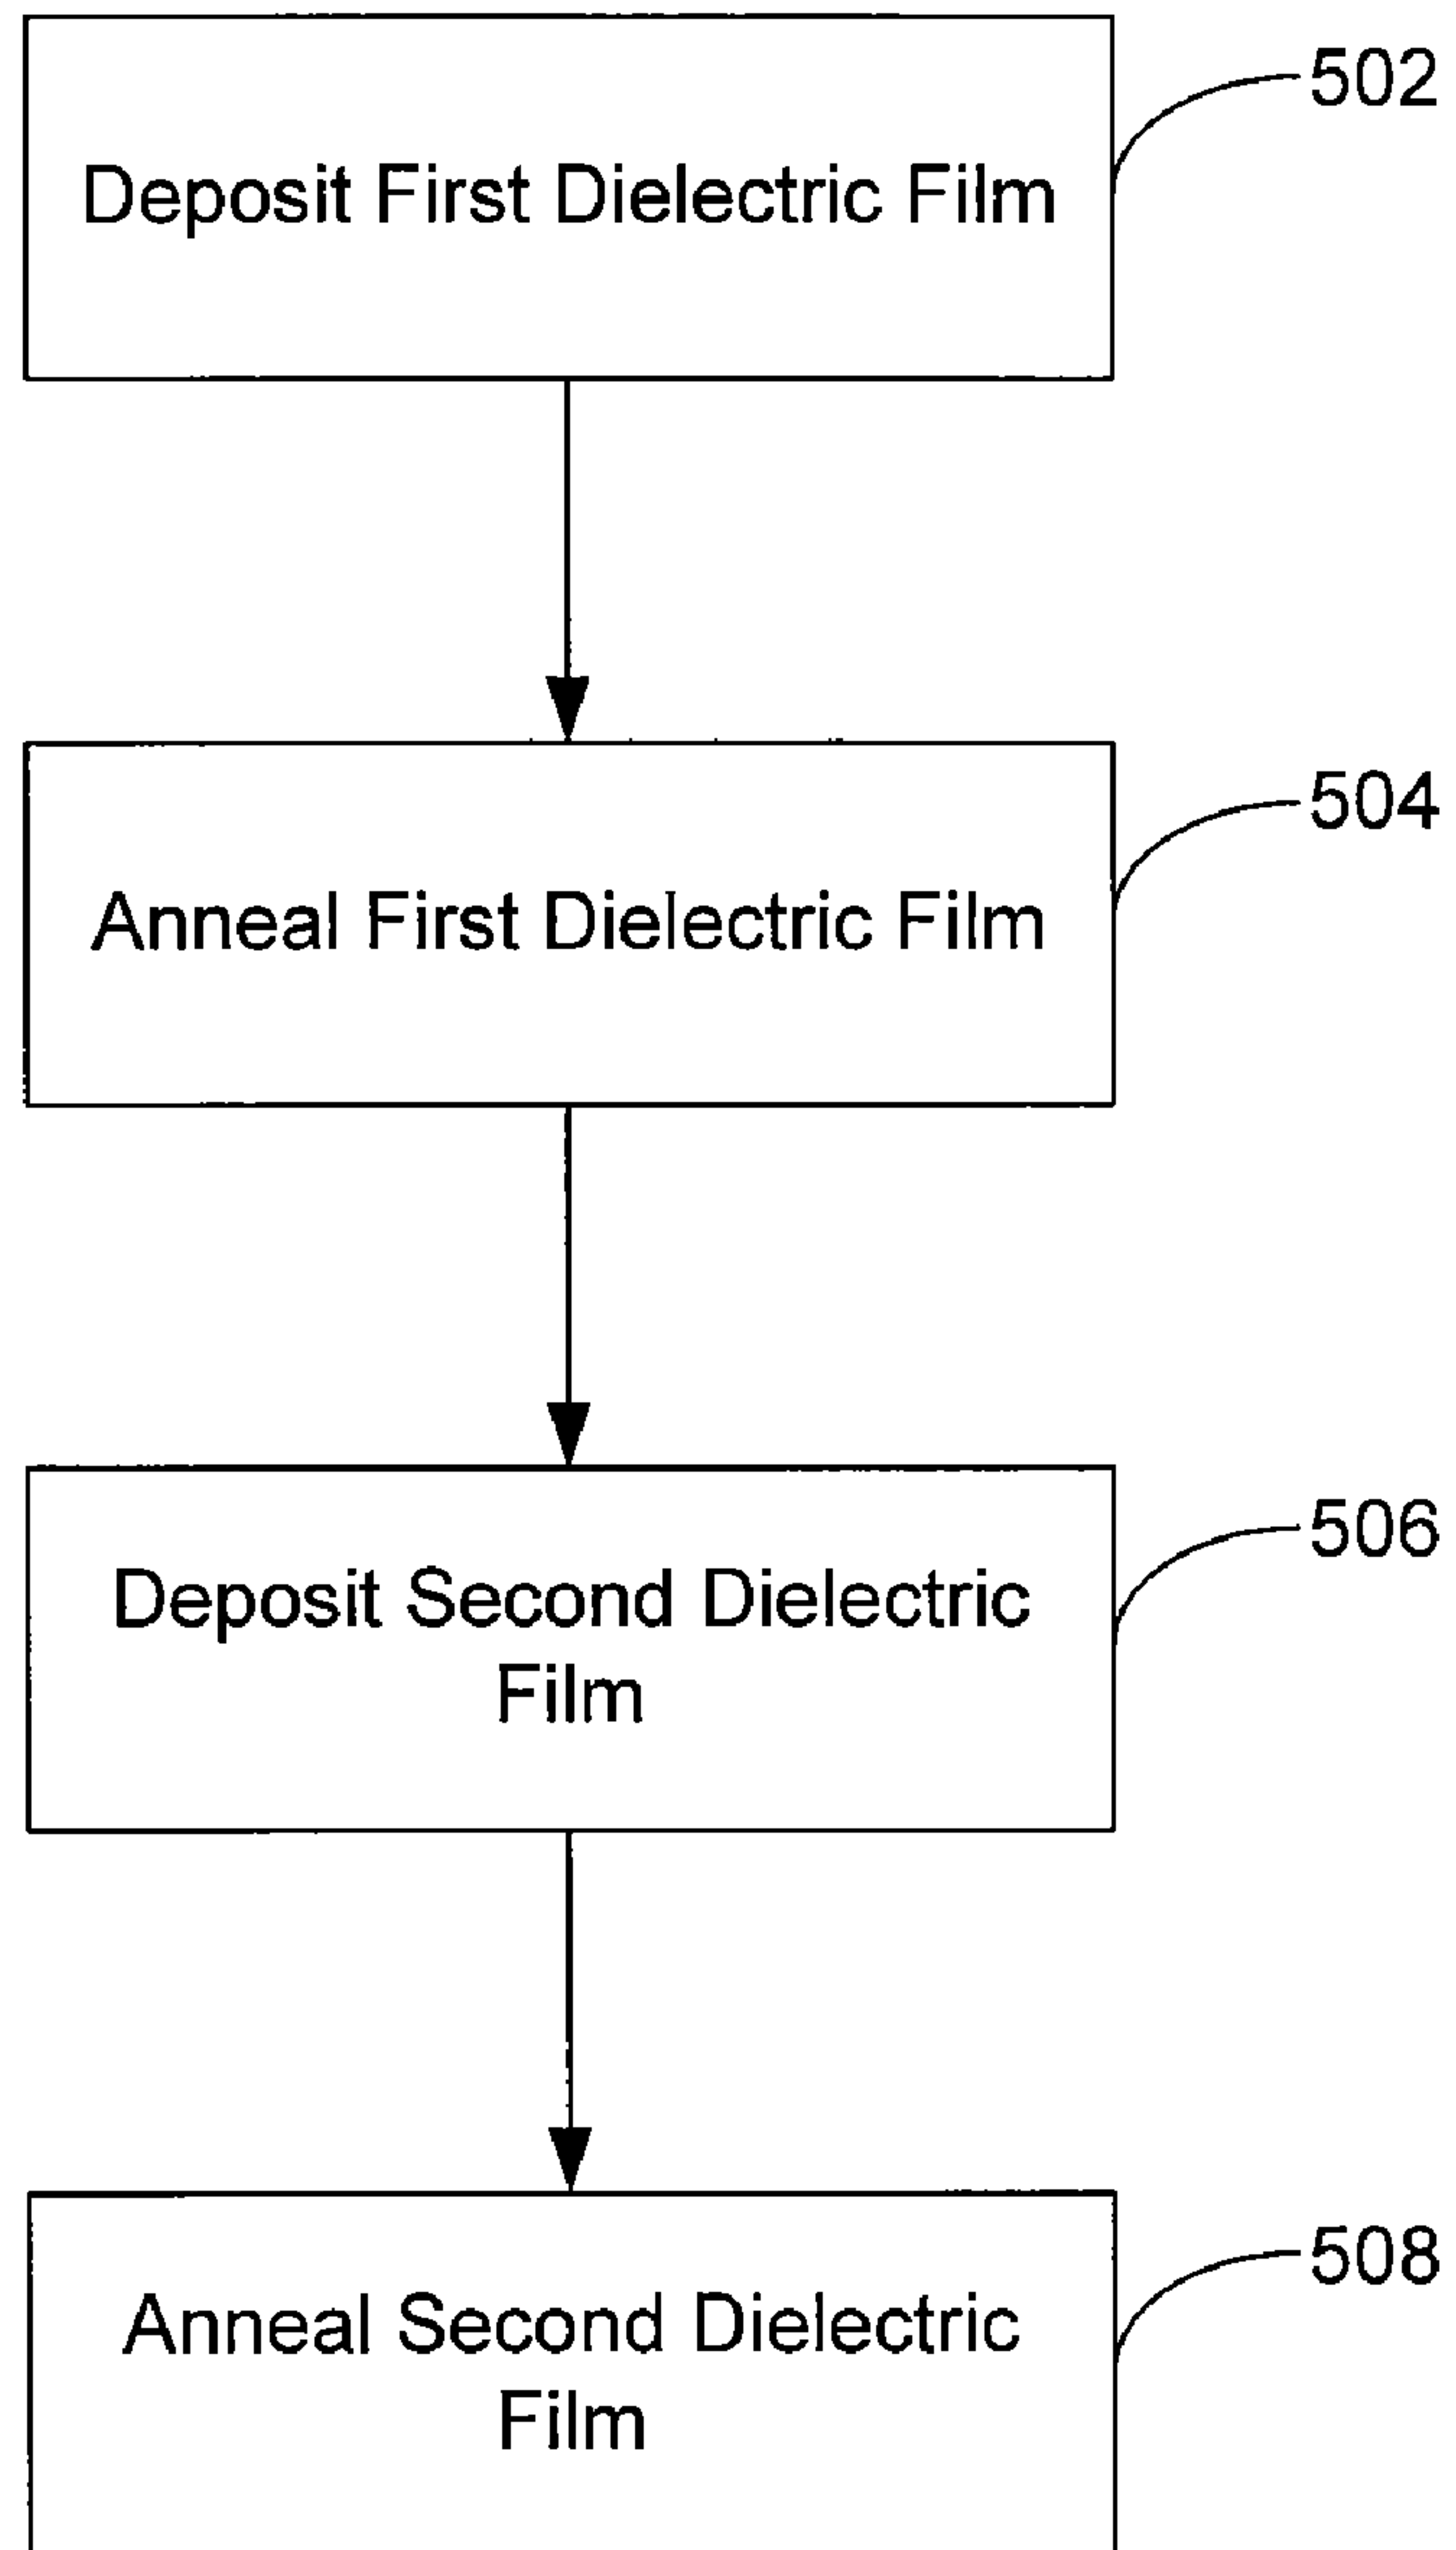 502
Deposit First Dielectric Film
504
Anneal First Dielectric Film
506
Deposit Second Dielectric
Film
508
Anneal Second Dielectric
Film